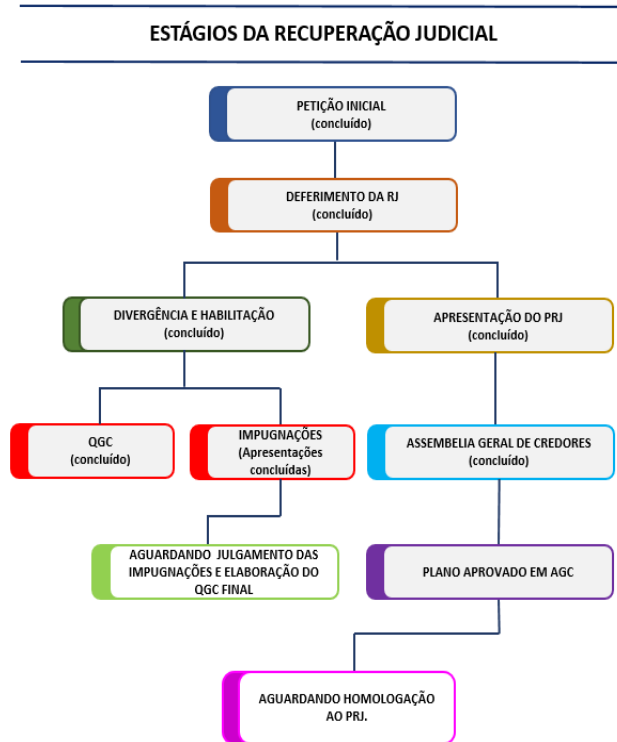 ESTÁGIOS DA RECUPERAÇÃO JUDICIAL
PETIÇÃO INICIAL
(concluído)
DEFERIMENTO DA RJ
(concluído)
DIVERGÊNCIA E HABILITAÇÃO
(concluído)
APRESENTAÇÃO DO PRJ
(concluído)
QGC
(concluído)
IMPUGNAÇÕES
(Apresentações
concluídas)
ASSEMBELIA GERAL DE CREDORES
(concluído)
AGUARDANDO JULGAMENTO DAS
IMPUGNAÇÕES E ELABORAÇÃO DO
QGC FINAL
PLANO APROVADO EM AGC
AGUARDANDO HOMOLOGAÇÃO
AO PRJ.